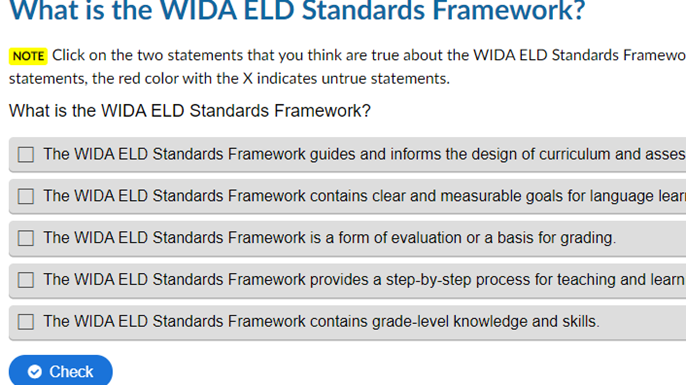 What is the WIDA ELD Standards Framework?
NOTE Click on the two statements that you think are true about the WIDA ELD Standards Framewo
statements, the red color with the X indicates untrue statements.
What is the WIDA ELD Standards Framework?
The WIDA ELD Standards Framework guides and informs the design of curriculum and asses
The WIDA ELD Standards Framework contains clear and measurable goals for language lear
The WIDA ELD Standards Framework is a form of evaluation or a basis for grading.
The WIDA ELD Standards Framework provides a step-by-step process for teaching and learn
The WIDA ELD Standards Framework contains grade-level knowledge and skills.
Check